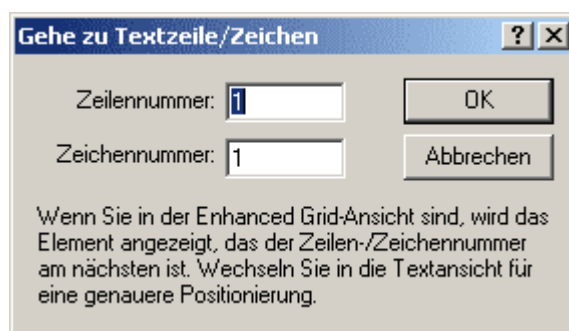 Gehe zu Textzeile/Zeichen
Zeilennummer: 1 OK
Zeichennummer: 1 Abbrechen
Wenn Sie in der Enhanced Grid-Ansicht sind, wird das
Element angezeigt, das der Zeilen-/Zeichennummer
am nächsten ist. Wechseln Sie in die Textansicht für
eine genauere Positionierung.